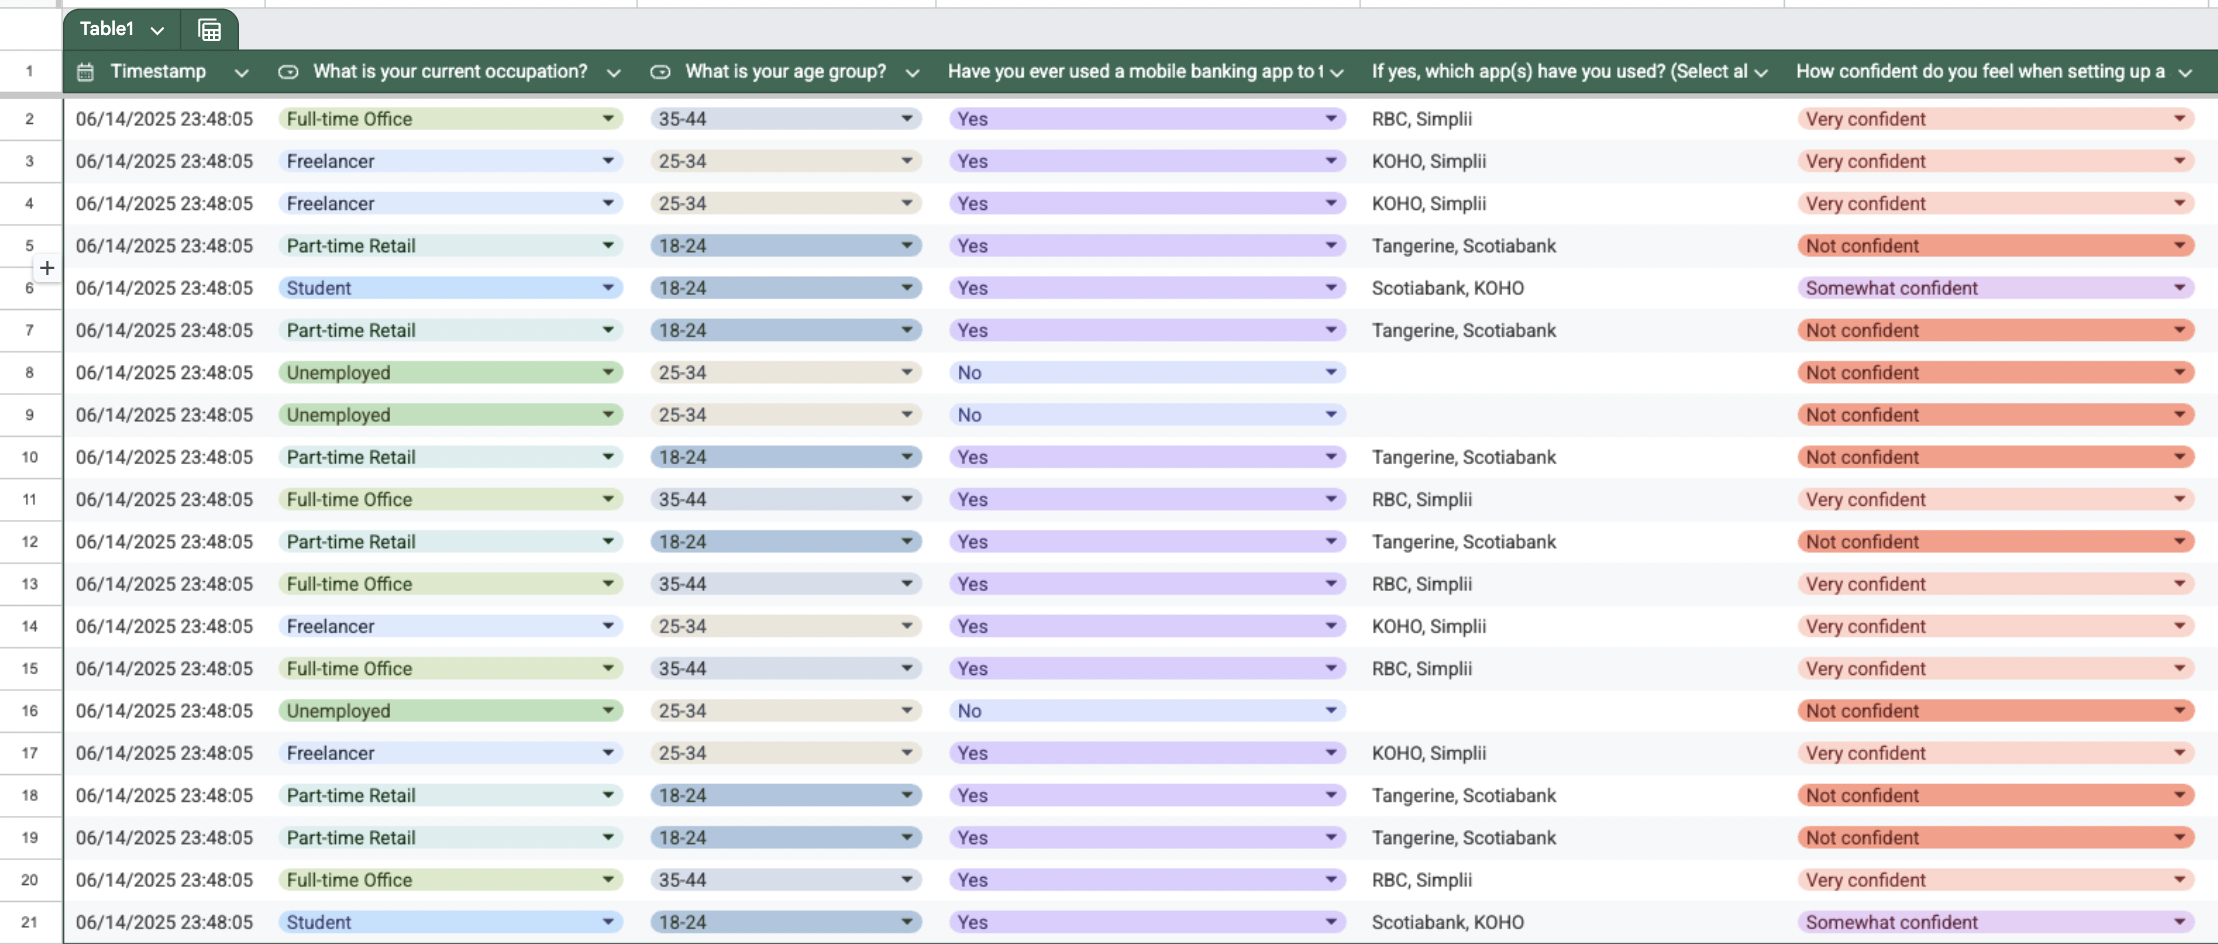 Table1
1 Timestamp What is your current occupation? What is your age group? Have you ever used a mobile banking app to t If yes, which app(s) have you used? (Select al How confident do you feel when setting up a
2 06/14/2025 23:48:05 Full-time Office 35-44 Yes RBC, Simplii Very confident
3 06/14/2025 23:48:05 Freelancer 25-34 Yes KOHO, Simplii Very confident
4 06/14/2025 23:48:05 Freelancer 25-34 Yes KOHO, Simplii Very confident
5 06/14/2025 23:48:05 Part-time Retail 18-24 Yes Tangerine, Scotiabank Not confident
6 06/14/2025 23:48:05 Student 18-24 Yes Scotiabank, KOHO Somewhat confident
7 06/14/2025 23:48:05 Part-time Retail 18-24 Yes Tangerine, Scotiabank Not confident
8 06/14/2025 23:48:05 Unemployed 25-34 No Not confident
9 06/14/2025 23:48:05 Unemployed 25-34 No Not confident
10 06/14/2025 23:48:05 Part-time Retail 18-24 Yes Tangerine, Scotiabank Not confident
11 06/14/2025 23:48:05 Full-time Office 35-44 Yes RBC, Simplii Very confident
12 06/14/2025 23:48:05 Part-time Retail 18-24 Yes Tangerine, Scotiabank Not confident
13 06/14/2025 23:48:05 Full-time Office 35-44 Yes RBC, Simplii Very confident
14 06/14/2025 23:48:05 Freelancer 25-34 Yes KOHO, Simplii Very confident
15 06/14/2025 23:48:05 Full-time Office 35-44 Yes RBC, Simplii Very confident
16 06/14/2025 23:48:05 Unemployed 25-34 No Not confident
17 06/14/2025 23:48:05 Freelancer 25-34 Yes KOHO, Simplii Very confident
18 06/14/2025 23:48:05 Part-time Retail 18-24 Yes Tangerine, Scotiabank Not confident
19 06/14/2025 23:48:05 Part-time Retail 18-24 Yes Tangerine, Scotiabank Not confident
20 06/14/2025 23:48:05 Full-time Office 35-44 Yes RBC, Simplii Very confident
21 06/14/2025 23:48:05 Student 18-24 Yes Scotiabank, KOHO Somewhat confident